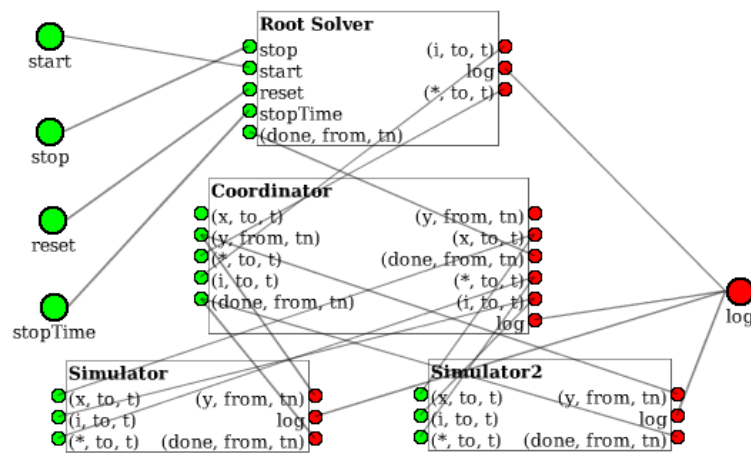 Root Solver
start
stop
reset
stopTime
stop
start
reset
stopTime
(done, from, tn)
(i, to, t)
log
(*, to, t)
Coordinator
(x, to, t)
(y, from, tn)
(*, to, t)
(i, to, t)
(done, from, tn)
(y, from, tn)
(x, to, t)
(done, from, tn)
(*, to, t)
(i, to, t)
log
log
Simulator
(x, to, t)
(i, to, t)
(*, to, t)
(y, from, tn)
log
(done, from, tn)
Simulator2
(x, to, t)
(i, to, t)
(*, to, t)
(y, from, tn)
log
(done, from, tn)